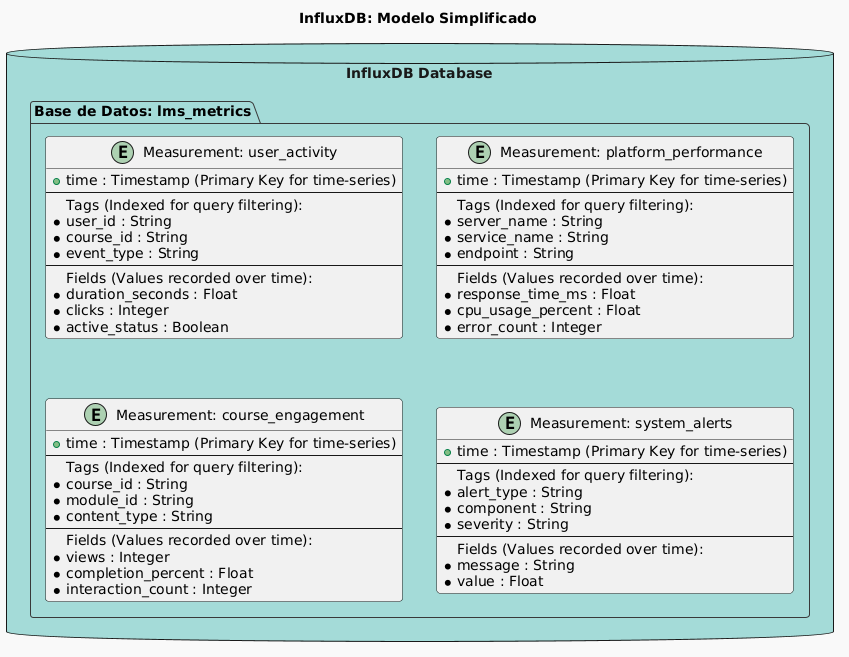 InfluxDB: Modelo Simplificado
InfluxDB Database
Base de Datos: lms_metrics
E Measurement: user_activity
time : Timestamp (Primary Key for time-series)
Tags (Indexed for query filtering):
user_id : String
course_id : String
event_type : String
Fields (Values recorded over time):
duration_seconds : Float
clicks : Integer
active_status : Boolean
E Measurement: platform_performance
time : Timestamp (Primary Key for time-series)
Tags (Indexed for query filtering):
server_name : String
service_name : String
endpoint : String
Fields (Values recorded over time):
response_time_ms : Float
cpu_usage_percent : Float
error_count : Integer
E Measurement: course_engagement
time : Timestamp (Primary Key for time-series)
Tags (Indexed for query filtering):
course_id : String
module_id : String
content_type : String
Fields (Values recorded over time):
views : Integer
completion_percent : Float
interaction_count : Integer
E Measurement: system_alerts
time : Timestamp (Primary Key for time-series)
Tags (Indexed for query filtering):
alert_type : String
component : String
severity : String
Fields (Values recorded over time):
message : String
value : Float